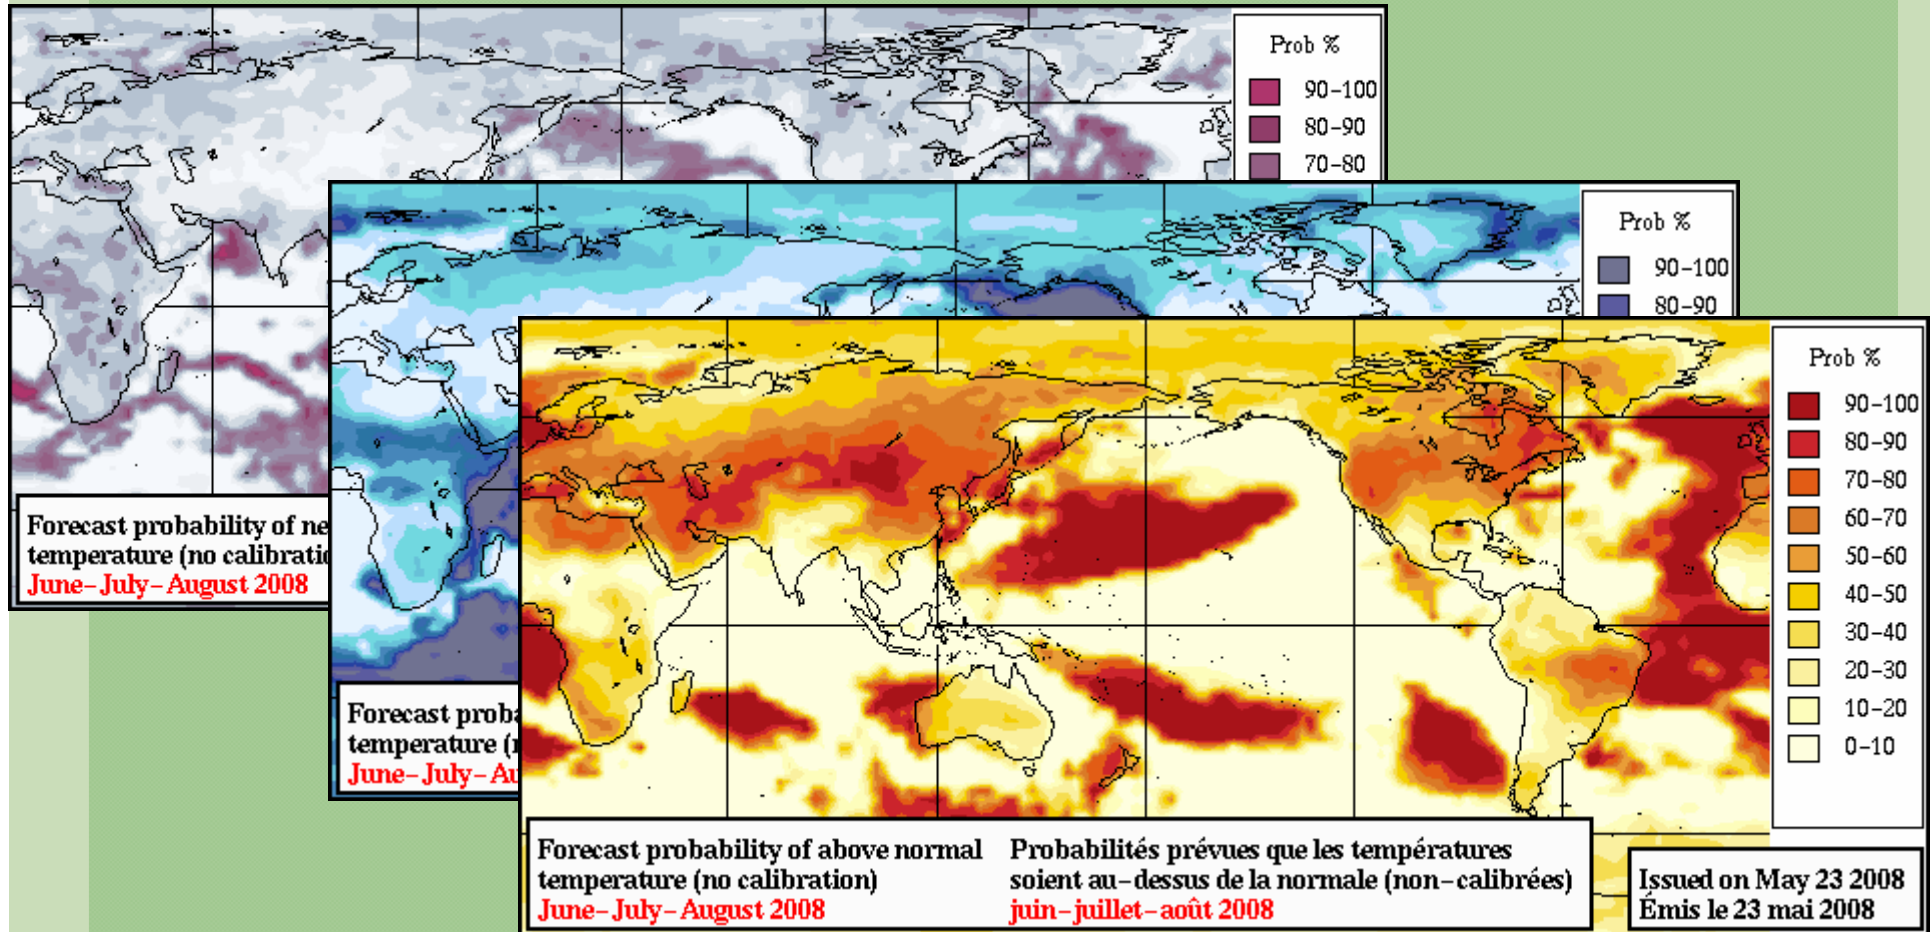 Prob %
90-100
80-90
70-80
Forecast probability of
temperature (no
June-July-August 2008
Prob %
90-100
80-90
Forecast
temperature
June-July-
Prob %
90-100
80-90
70-80
60-70
50-60
40-50
30-40
20-30
10-20
0-10
Forecast probability of above normal
temperature (no calibration)
June-July-August 2008
Probabilités prévues que les températures
soient au-dessus de la normale (non-calibrées)
juin-juillet-août 2008
Issued on May 23 2008
Émis le 23 mai 2008